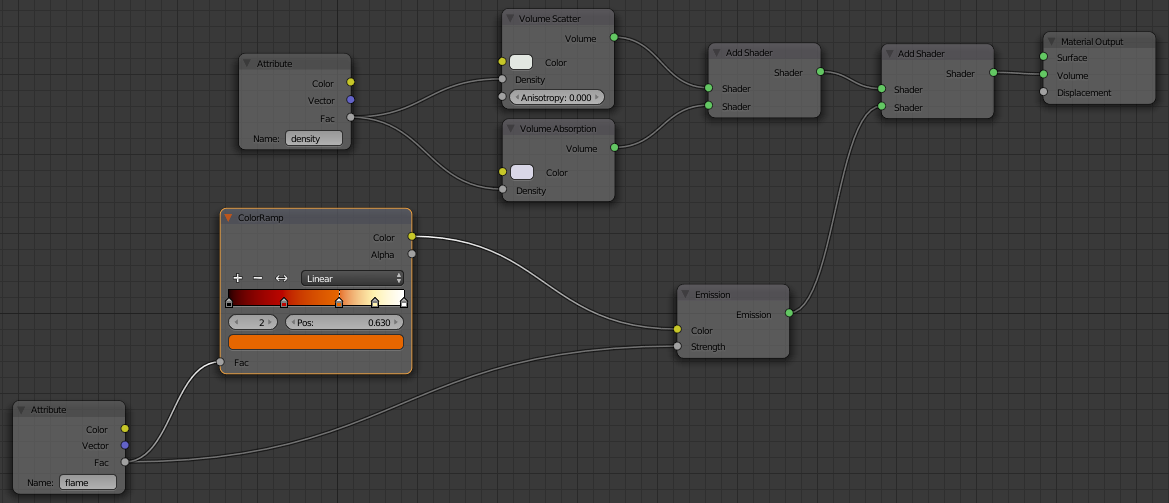 Volume Scatter
Volume
Color
Density
Anisotropy: 0.000
Attribute
Color
Vector
Fac
Name: density
Volume Absorption
Volume
Color
Density
Add Shader
Shader
Shader
Shader
Add Shader
Shader
Shader
Shader
Material Output
Surface
Volume
Displacement
ColorRamp
Color
Alpha
+ − ↔ Linear
2 Pos: 0.630
Fac
Emission
Emission
Color
Strength
Attribute
Color
Vector
Fac
Name: flame